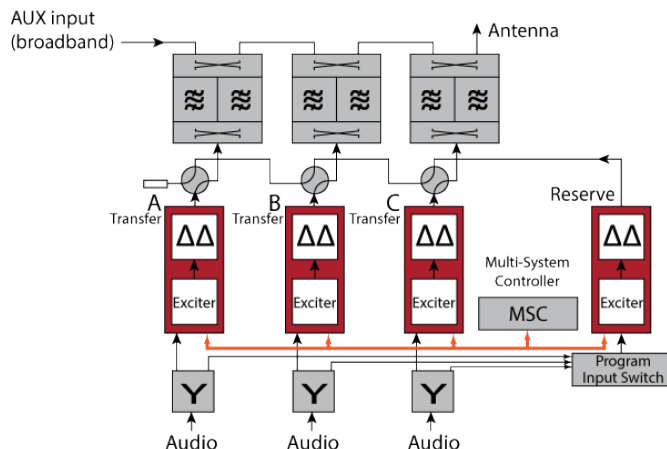 AUX input
(broadband)
Antenna
A
B
C
Reserve
Transfer
Transfer
Transfer
ΔΔ
ΔΔ
ΔΔ
ΔΔ
Multi-System
Controller
MSC
Exciter
Exciter
Exciter
Exciter
Program
Input Switch
Y
Y
Y
Audio
Audio
Audio